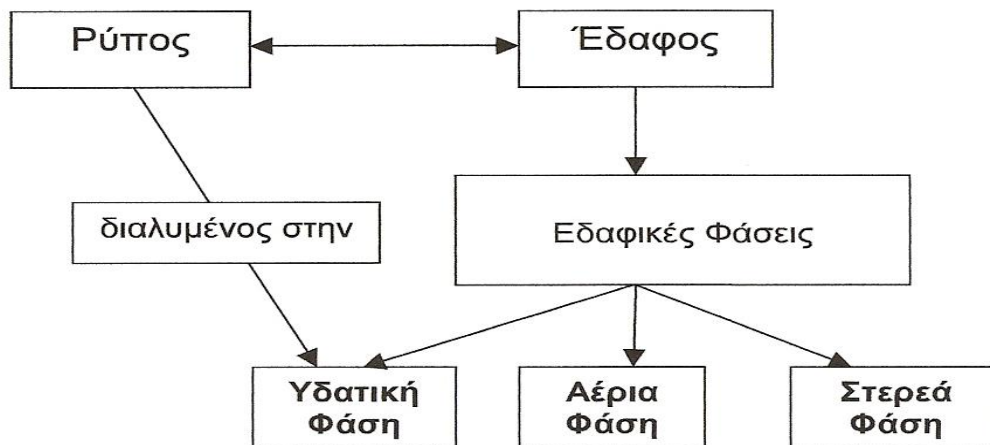 Ρύπος
Έδαφος
διαλυμένος στην
Εδαφικές Φάσεις
Υδατική
Φάση
Αέρια
Φάση
Στερεά
Φάση